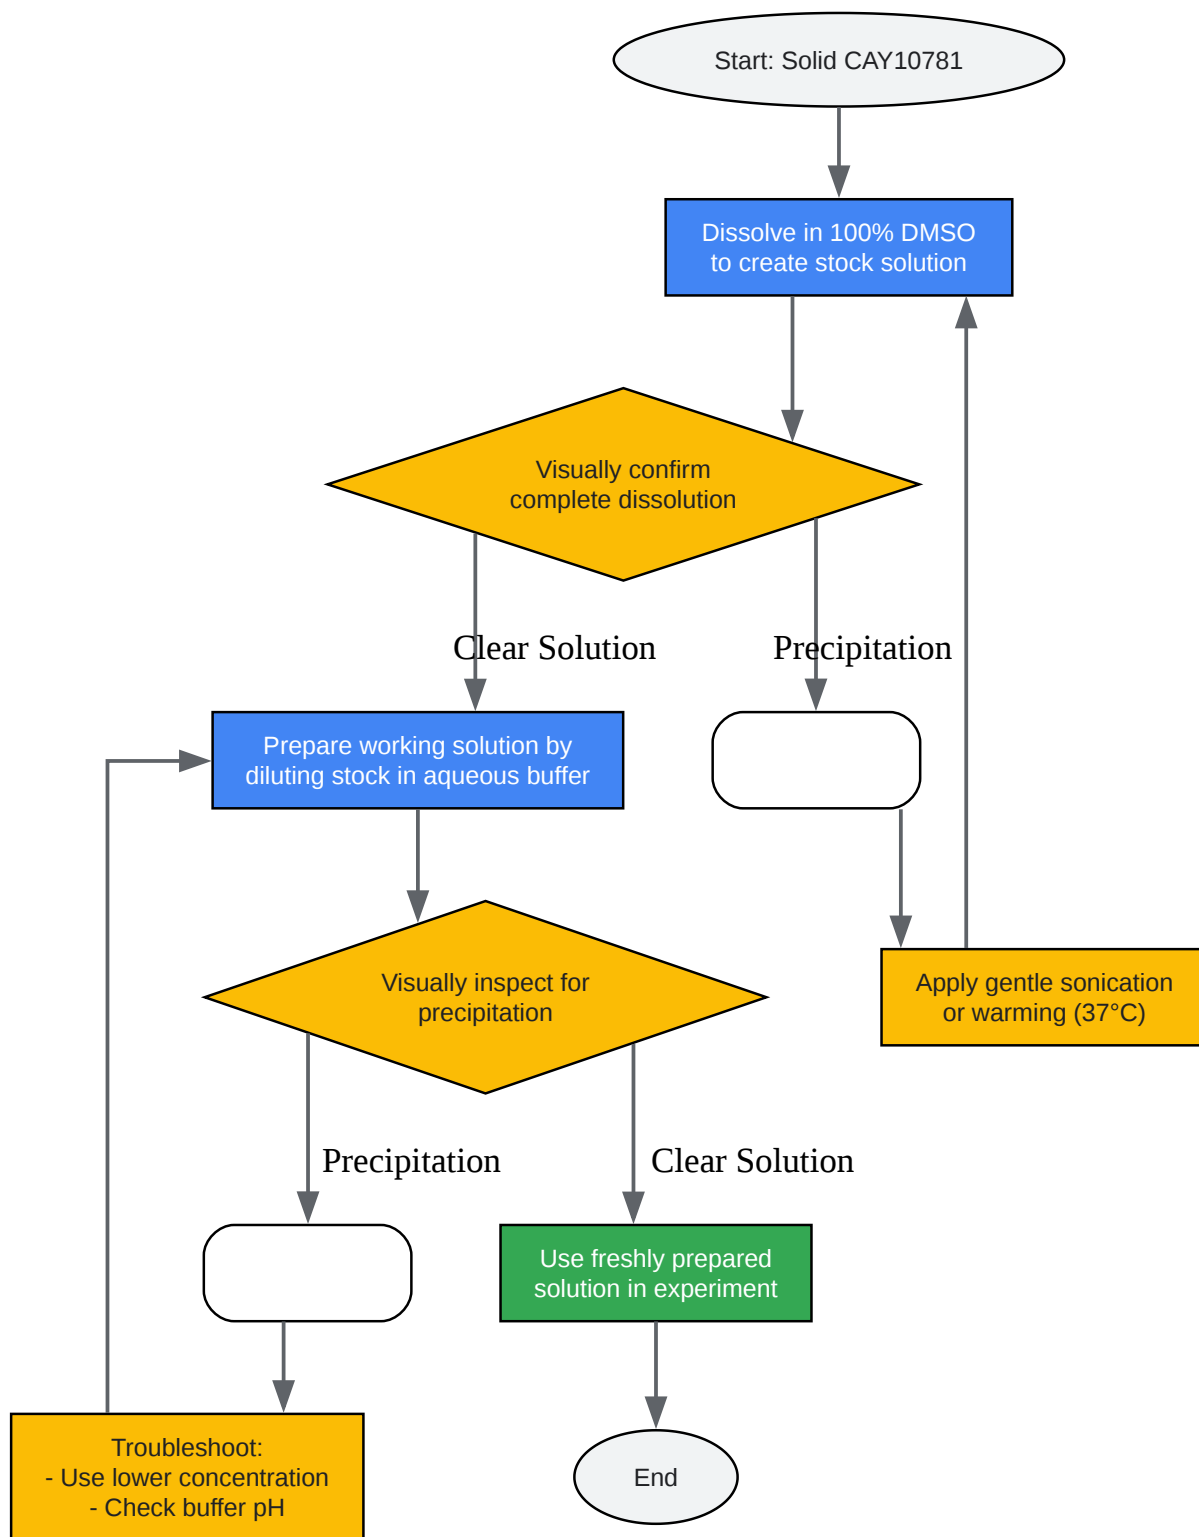 Start: Solid CAY10781
Dissolve in 100% DMSO
to create stock solution
Visually confirm
complete dissolution
Clear Solution
Precipitation
Prepare working solution by
diluting stock in aqueous buffer
Visually inspect for
precipitation
Apply gentle sonication
or warming (37°C)
Precipitation
Clear Solution
Use freshly prepared
solution in experiment
Troubleshoot:
- Use lower concentration
- Check buffer pH
End